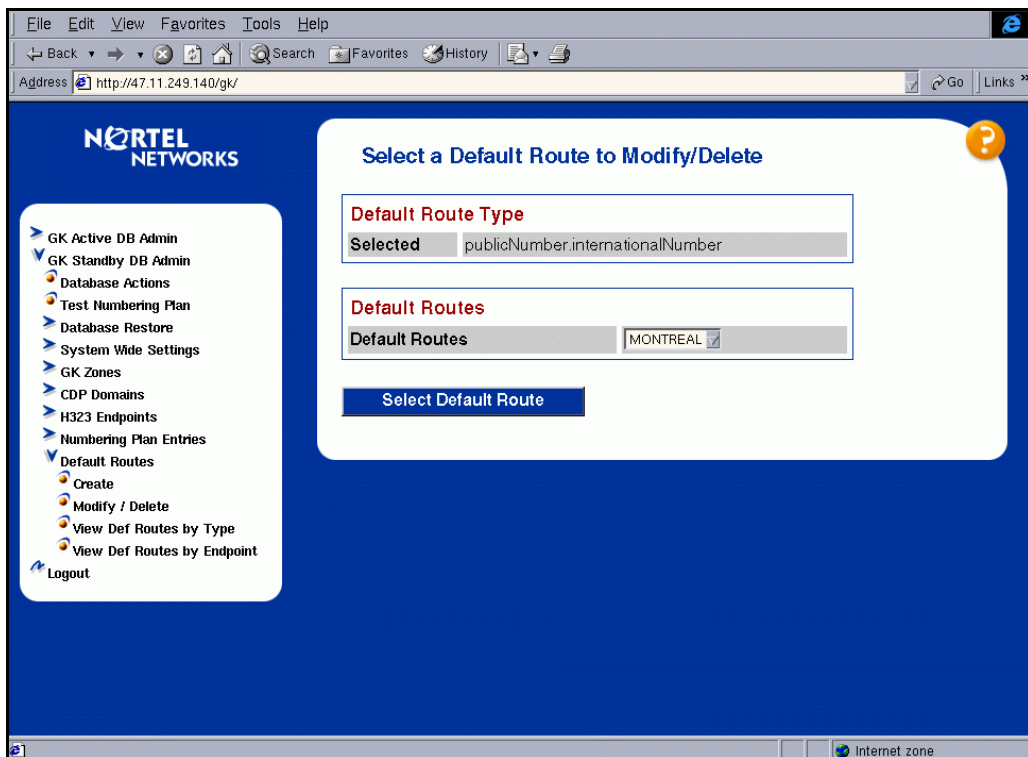 File Edit View Favorites Tools Help
Back Search Favorites History
Address http://47.11.249.140/gk/ Go Links »
NORTEL
NETWORKS
GK Active DB Admin
GK Standby DB Admin
Database Actions
Test Numbering Plan
Database Restore
System Wide Settings
GK Zones
CDP Domains
H323 Endpoints
Numbering Plan Entries
Default Routes
Create
Modify / Delete
View Def Routes by Type
View Def Routes by Endpoint
Logout
Select a Default Route to Modify/Delete
?
Default Route Type
Selected publicNumber.internationalNumber
Default Routes
Default Routes MONTREAL
Select Default Route
Internet zone